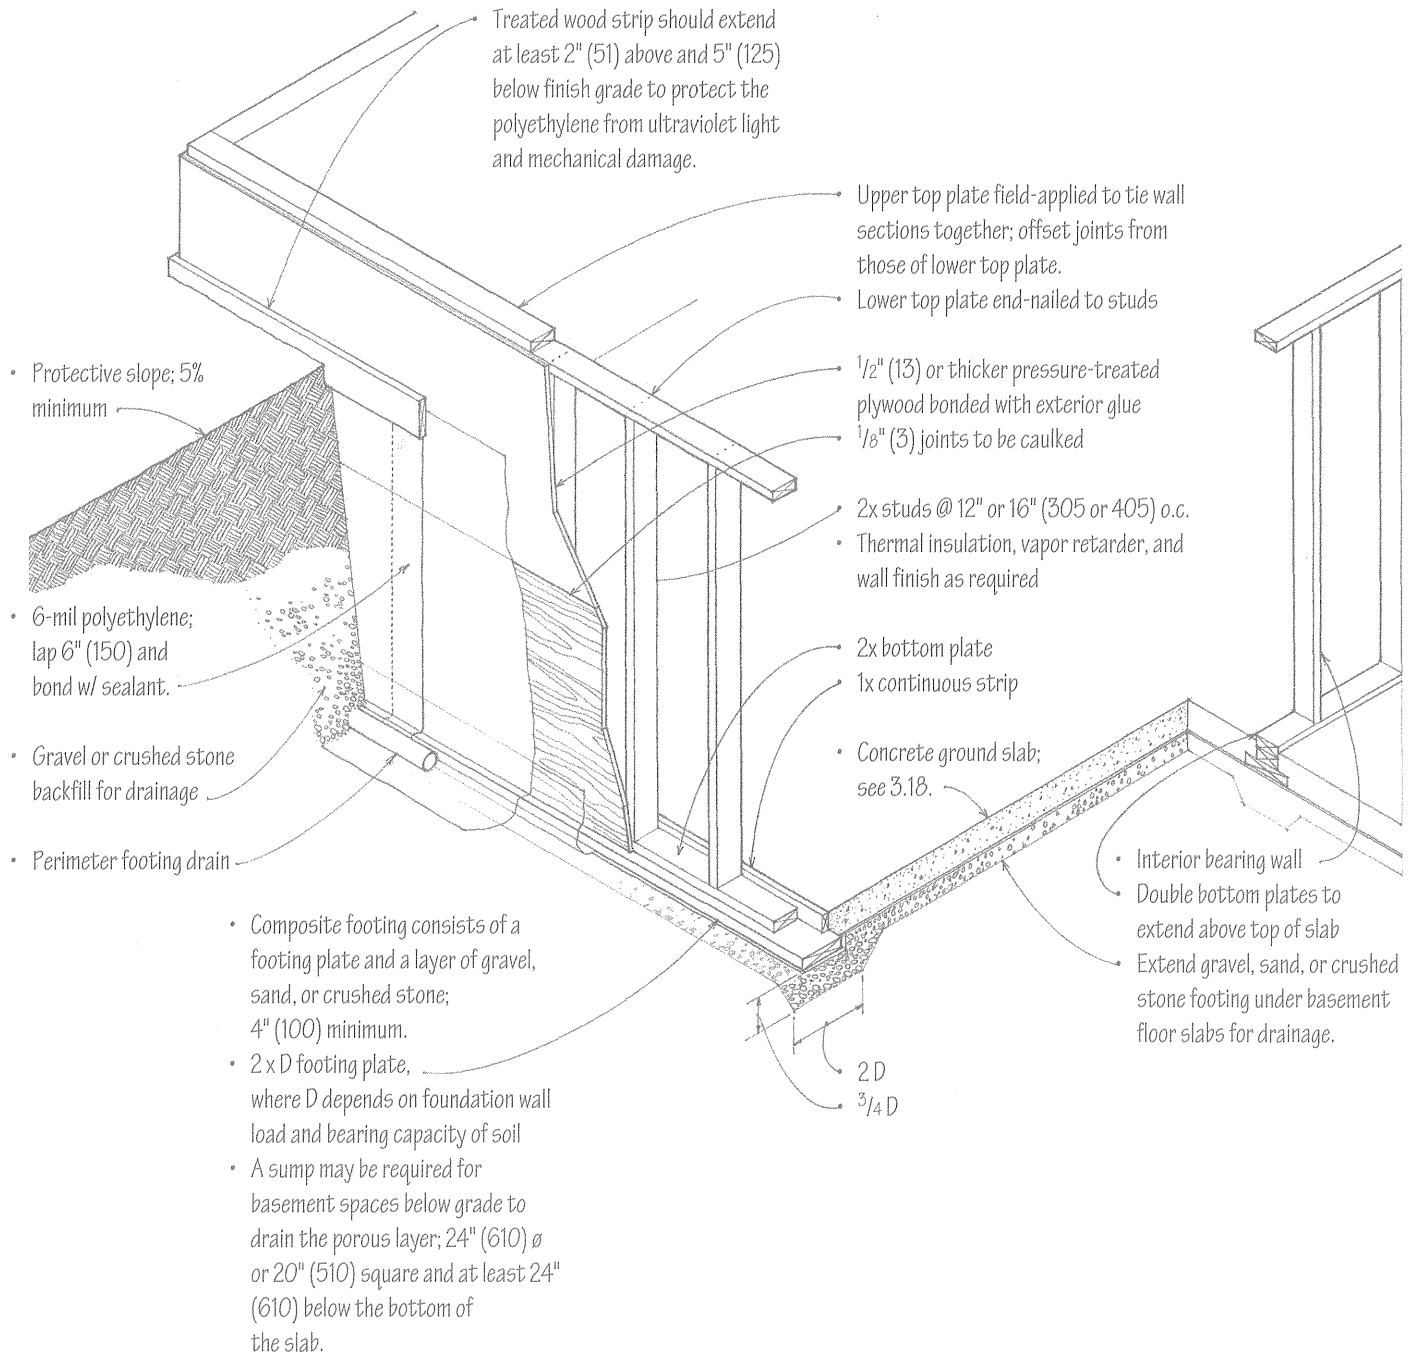 Treated wood strip should extend
at least 2" (51) above and 5" (125)
below finish grade to protect the
polyethylene from ultraviolet light
and mechanical damage.
• Upper top plate field-applied to tie wall
sections together; offset joints from
those of lower top plate.
• Lower top plate end-nailed to studs
• 1/2" (13) or thicker pressure-treated
plywood bonded with exterior glue
• 1/8" (3) joints to be caulked
• 2x studs @ 12" or 16" (305 or 405) o.c.
• Thermal insulation, vapor retarder, and
wall finish as required
• 2x bottom plate
• 1x continuous strip
• Concrete ground slab;
see 3.18.
• Protective slope; 5%
minimum
• 6-mil polyethylene;
lap 6" (150) and
bond w/ sealant.
• Gravel or crushed stone
backfill for drainage
• Perimeter footing drain
• Interior bearing wall
• Double bottom plates to
extend above top of slab
• Extend gravel, sand, or crushed
stone footing under basement
floor slabs for drainage.
• Composite footing consists of a
footing plate and a layer of gravel,
sand, or crushed stone;
4" (100) minimum.
• 2 x D footing plate,
where D depends on foundation wall
load and bearing capacity of soil
• A sump may be required for
basement spaces below grade to
drain the porous layer; 24" (610) ø
or 20" (510) square and at least 24"
(610) below the bottom of
the slab.
• 2 D
• 3/4 D